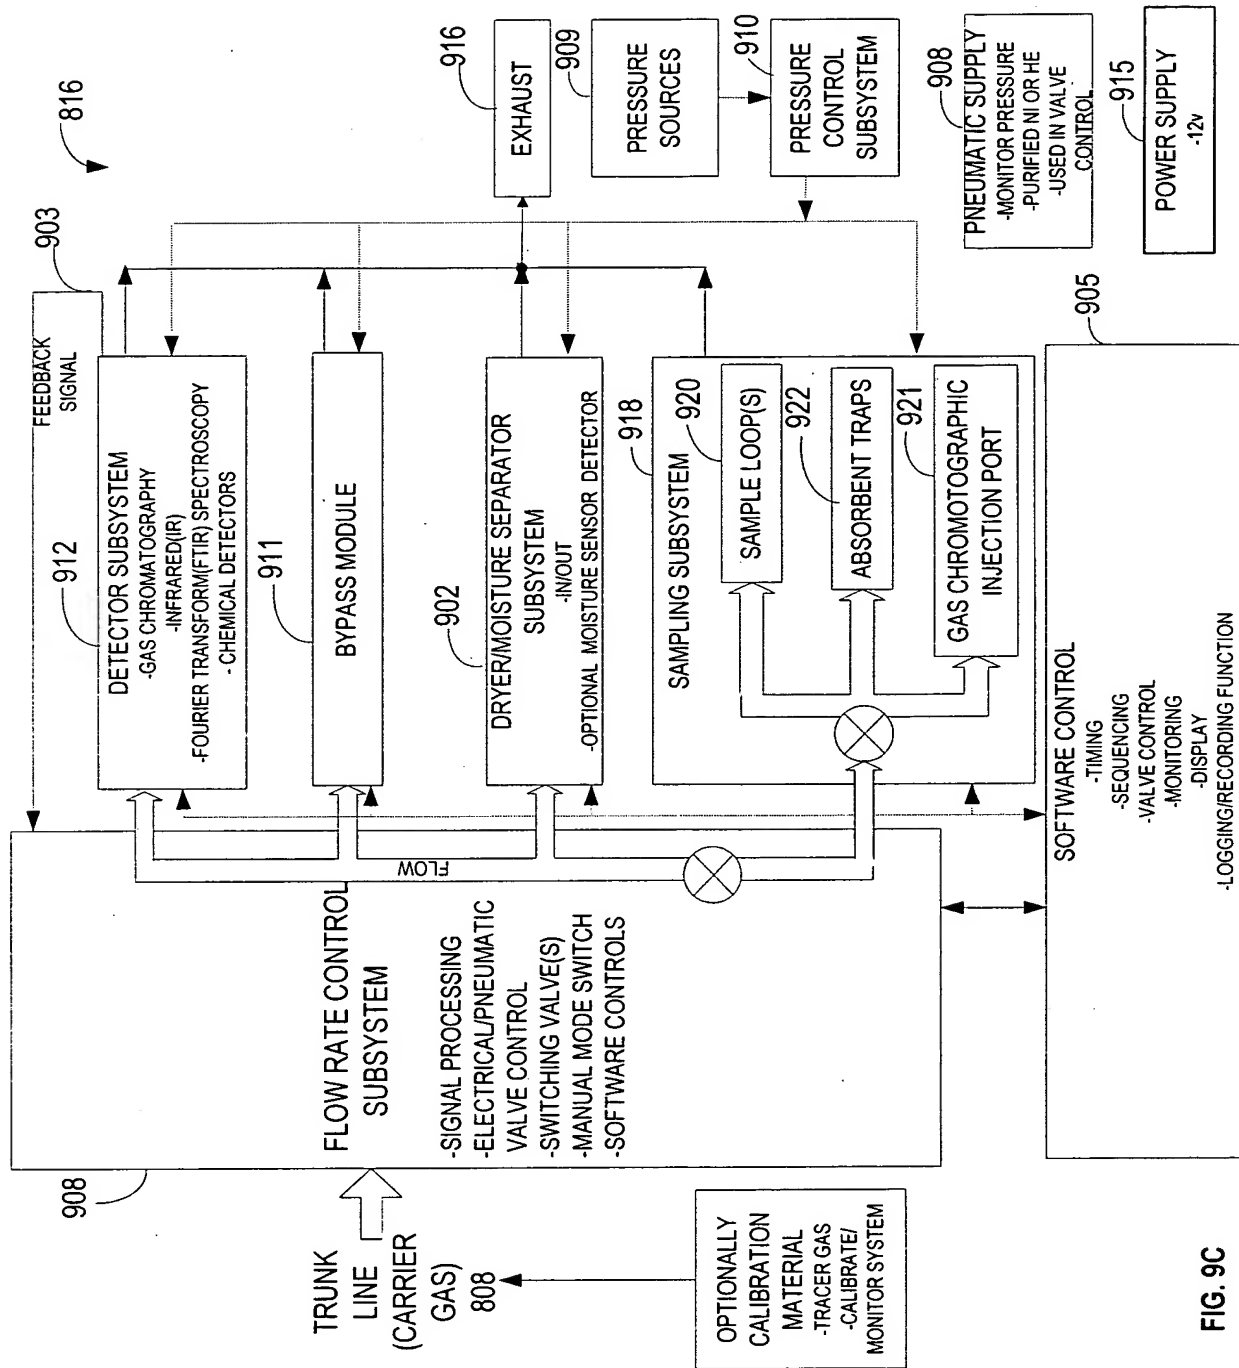 816
FEEDBACK
SIGNAL
903
912
DETECTOR SUBSYSTEM
-GAS CHROMATOGRAPHY
-INFRARED(IR)
-FOURIER TRANSFORM(FTIR) SPECTROSCOPY
-CHEMICAL DETECTORS
911
BYPASS MODULE
902
DRYER/MOISTURE SEPARATOR
SUBSYSTEM
-IN/OUT
-OPTIONAL MOISTURE SENSOR DETECTOR
918
SAMPLING SUBSYSTEM
920
SAMPLE LOOP(S)
922
ABSORBENT TRAPS
921
GAS CHROMOTOGRAPHIC
INJECTION PORT
916
EXHAUST
909
PRESSURE
SOURCES
910
PRESSURE
CONTROL
SUBSYSTEM
908
PNEUMATIC SUPPLY
-MONITOR PRESSURE
-PURIFIED NI OR HE
-USED IN VALVE
CONTROL
915
POWER SUPPLY
-12v
908
FLOW RATE CONTROL
SUBSYSTEM
-SIGNAL PROCESSING
-ELECTRICAL/PNEUMATIC
VALVE CONTROL
-SWITCHING VALVE(S)
-MANUAL MODE SWITCH
-SOFTWARE CONTROLS
FLOW
905
SOFTWARE CONTROL
-TIMING
-SEQUENCING
-VALVE CONTROL
-MONITORING
-DISPLAY
-LOGGING/RECORDING FUNCTION
TRUNK
LINE
(CARRIER
GAS)
808
OPTIONALLY
CALIBRATION
MATERIAL
-TRACER GAS
-CALIBRATE/
MONITOR SYSTEM
FIG. 9C